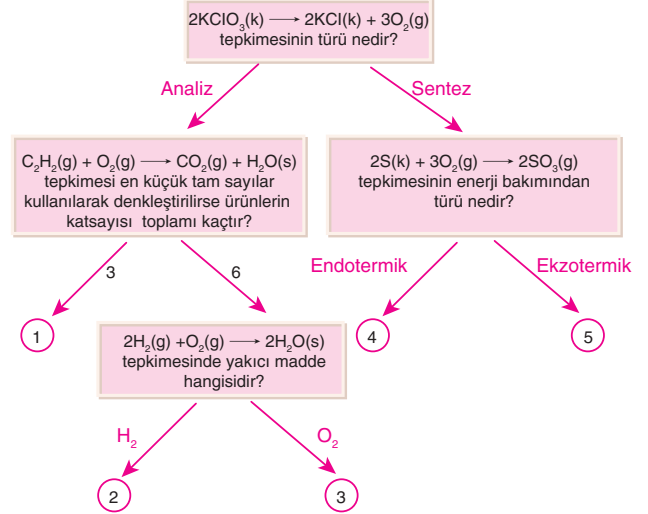 2KClO₃(k) ⟶ 2KCl(k) + 3O₂(g)
tepkimesinin türü nedir?
Analiz
Sentez
C₂H₂(g) + O₂(g) ⟶ CO₂(g) + H₂O(s)
tepkimesi en küçük tam sayılar
kullanılarak denkleştirilirse ürünlerin
katsayısı toplamı kaçtır?
2S(k) + 3O₂(g) ⟶ 2SO₃(g)
tepkimesinin enerji bakımından
türü nedir?
3
6
Endotermik
Ekzotermik
1
2H₂(g) +O₂(g) ⟶ 2H₂O(s)
tepkimesinde yakıcı madde
hangisidir?
4
5
H₂
O₂
2
3